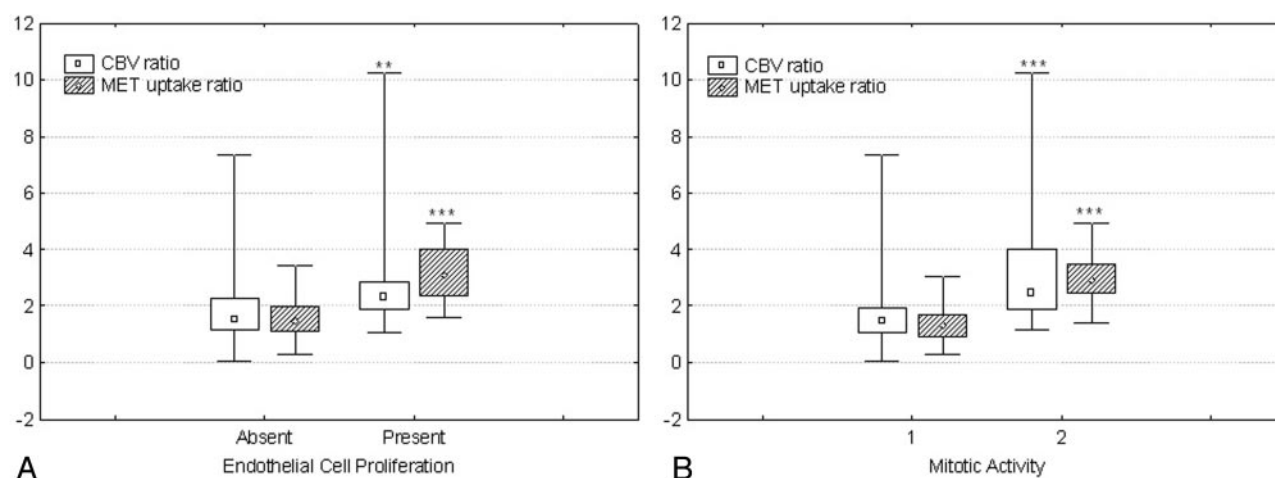 12
10
8
6
4
2
0
-2
CBV ratio
MET uptake ratio
**
***
Absent Present
Endothelial Cell Proliferation
A
12
10
8
6
4
2
0
-2
CBV ratio
MET uptake ratio
***
***
1 2
Mitotic Activity
B